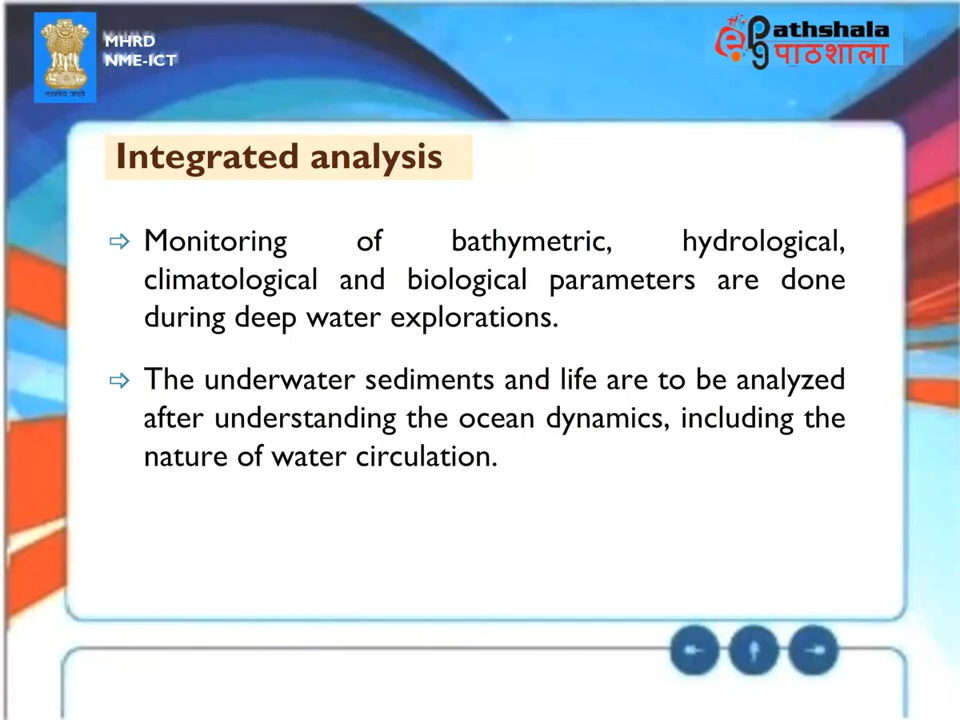 MHRD
NME-ICT
e pg athshala
पाठशाला
Integrated analysis
Monitoring of bathymetric, hydrological,
climatological and biological parameters are done
during deep water explorations.
The underwater sediments and life are to be analyzed
after understanding the ocean dynamics, including the
nature of water circulation.